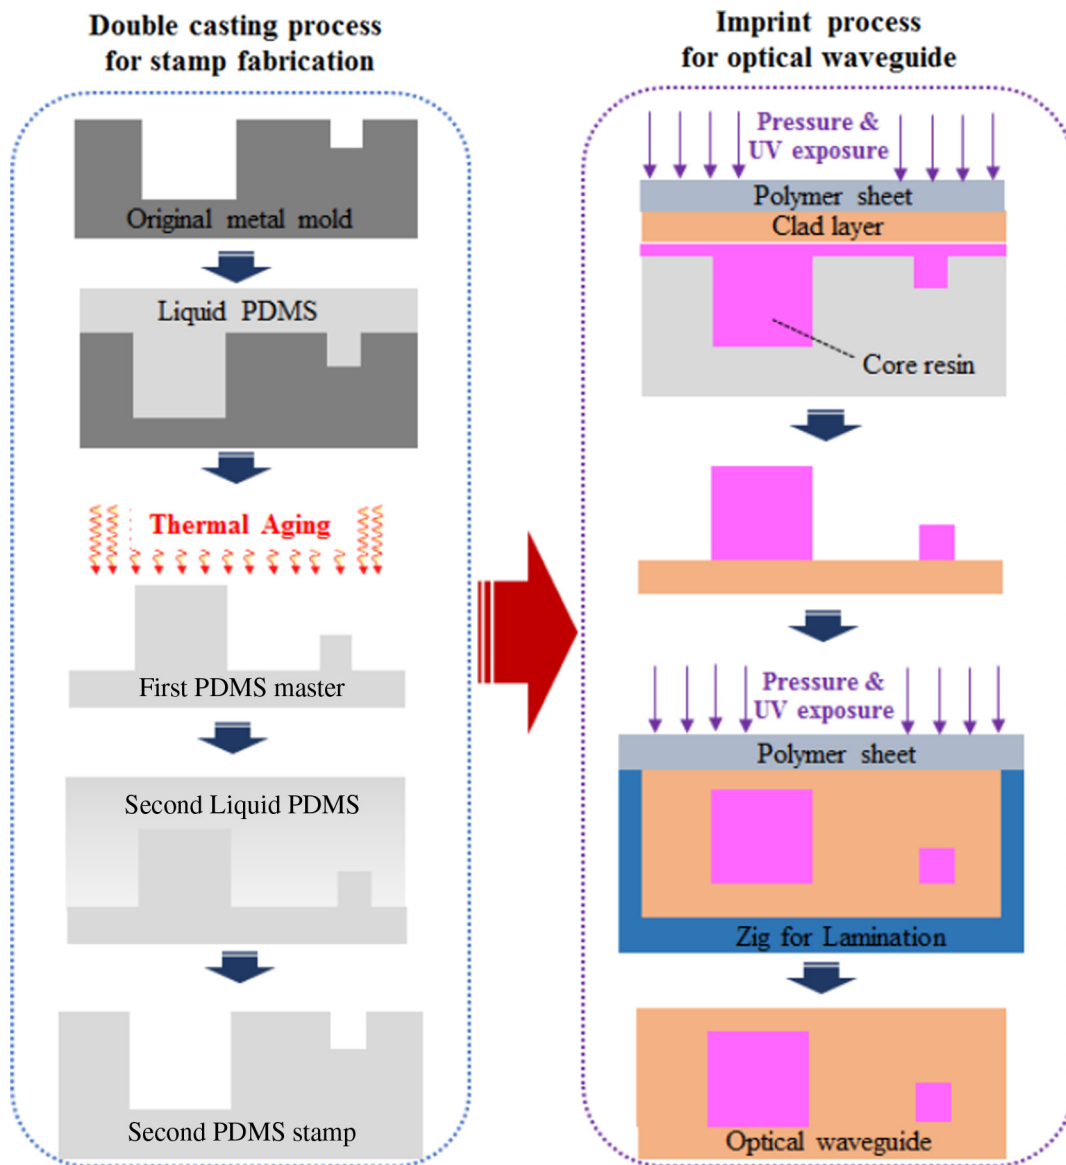 Double casting process
for stamp fabrication
Original metal mold
Liquid PDMS
Thermal Aging
First PDMS master
Second Liquid PDMS
Second PDMS stamp
Imprint process
for optical waveguide
Pressure &
UV exposure
Polymer sheet
Clad layer
Core resin
Pressure &
UV exposure
Polymer sheet
Zig for Lamination
Optical waveguide